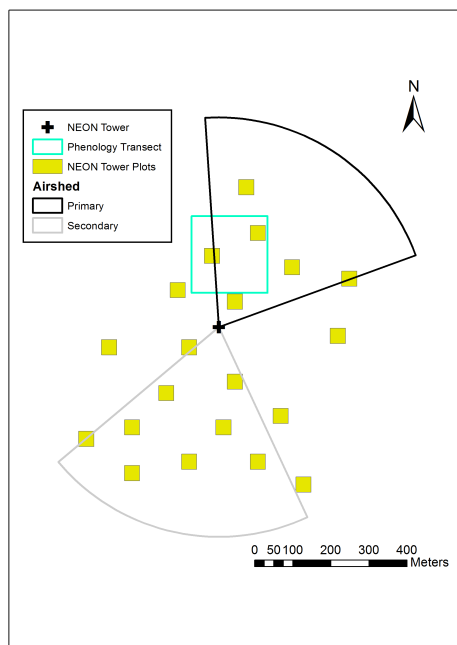 N
NEON Tower
Phenology Transect
NEON Tower Plots
Airshed
Primary
Secondary
0 50 100 200 300 400
Meters